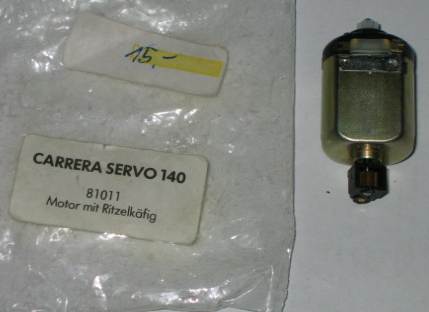 15,-
CARRERA SERVO 140
81011
Motor mit Ritzelkäfig